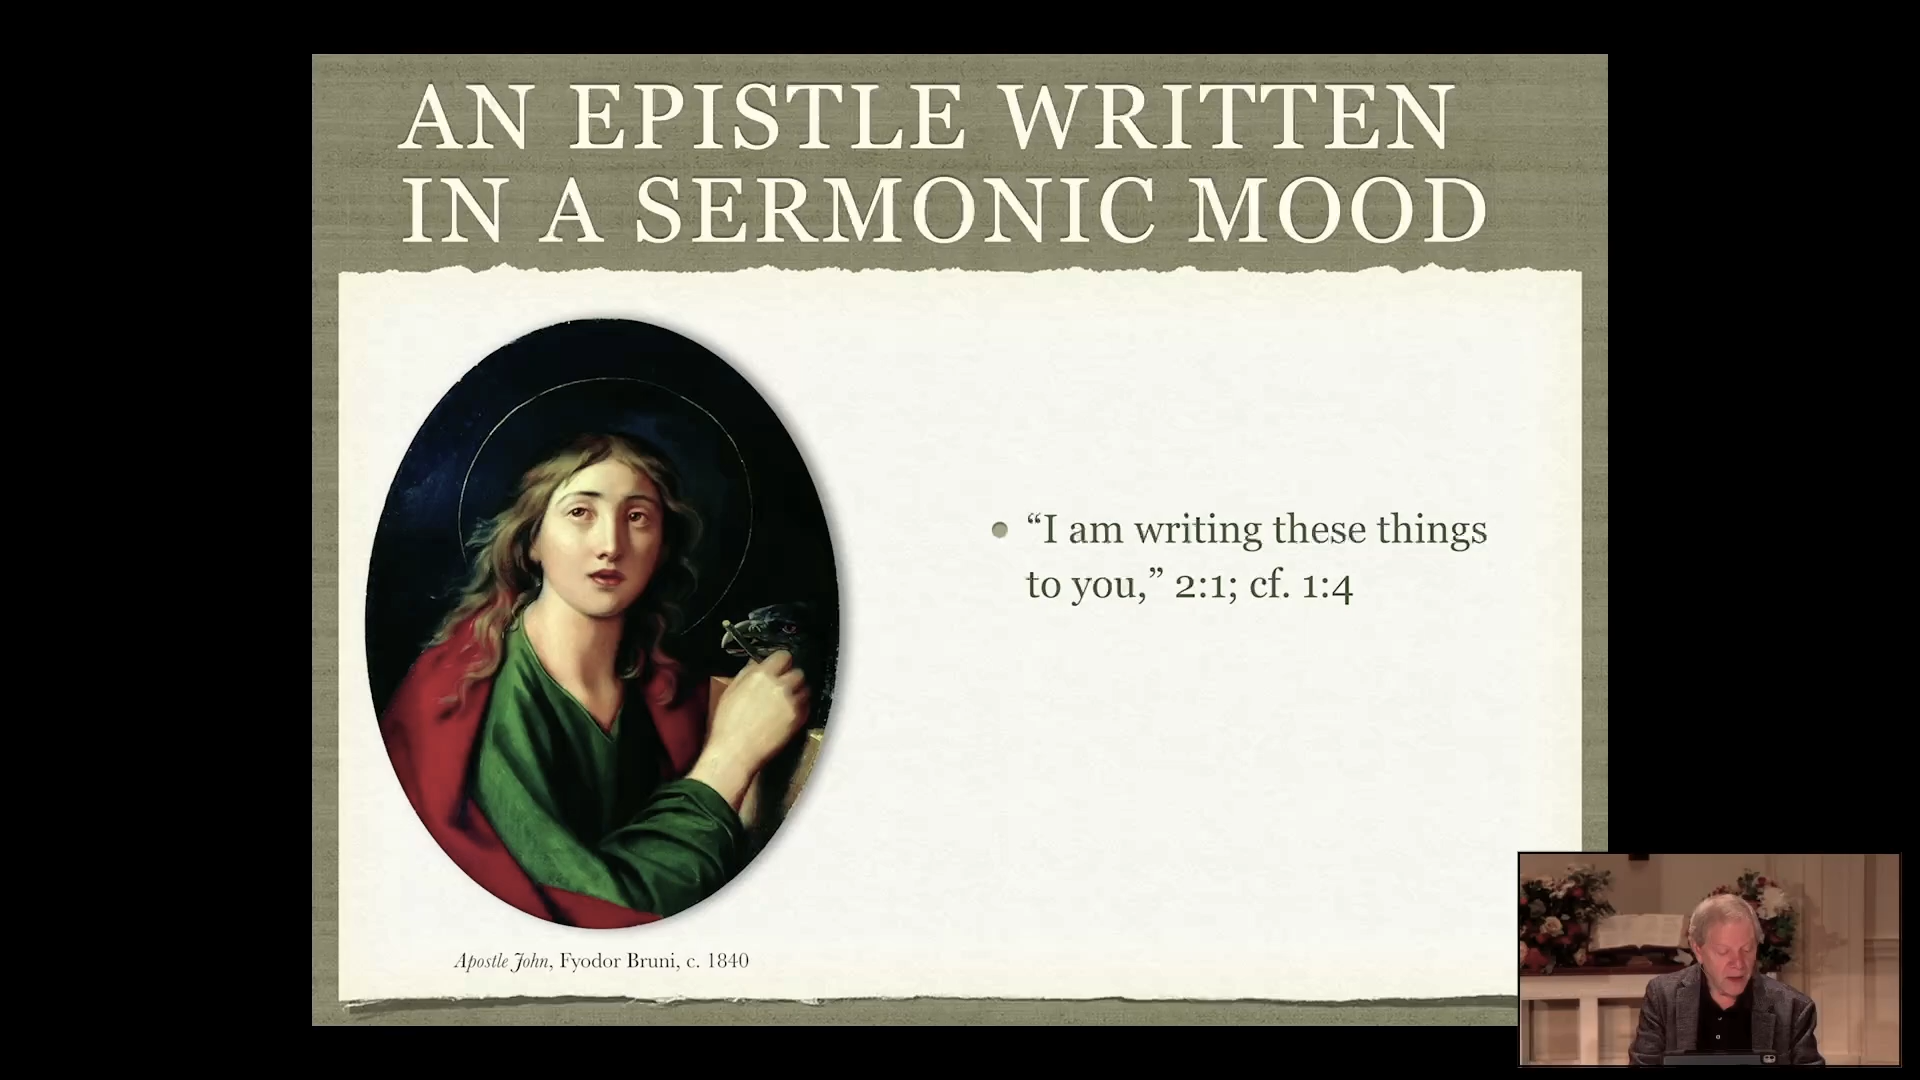 AN EPISTLE WRITTEN
IN A SERMONIC MOOD
• “I am writing these things
to you,” 2:1; cf. 1:4
Apostle John, Fyodor Bruni, c. 1840